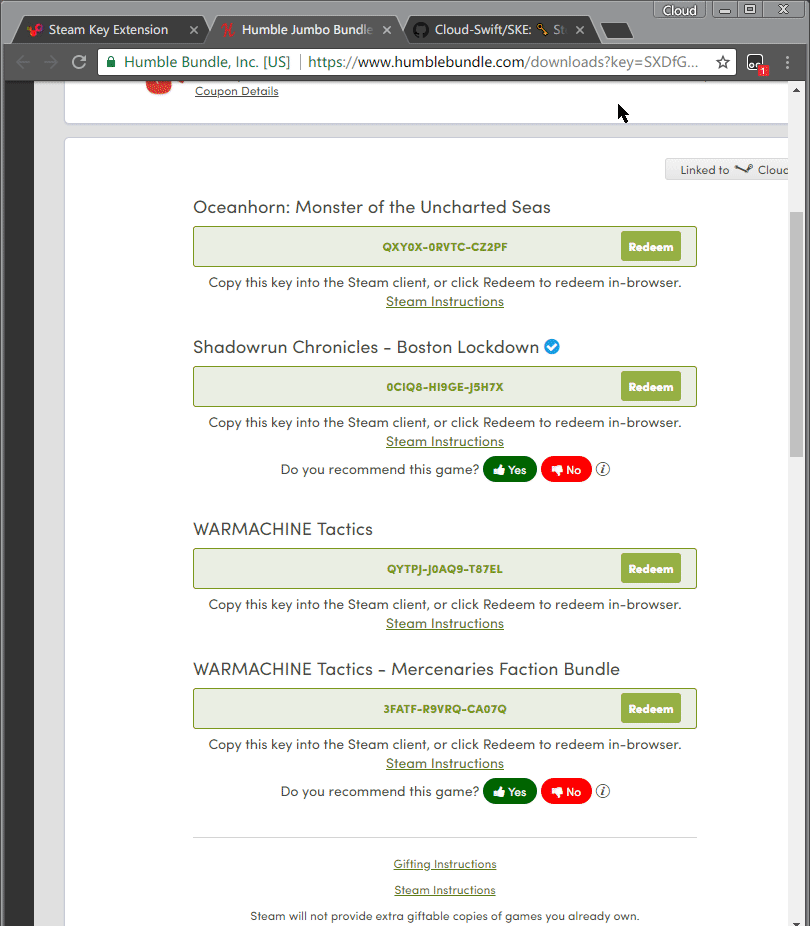 Cloud
Steam Key Extension
Humble Jumbo Bundle
Cloud-Swift/SKE:
Humble Bundle, Inc. [US]
https://www.humblebundle.com/downloads?key=SXDfG...
1
Coupon Details
Linked to Cloud
Oceanhorn: Monster of the Uncharted Seas
QXY0X-0RVTC-CZ2PF
Redeem
Copy this key into the Steam client, or click Redeem to redeem in-browser.
Steam Instructions
Shadowrun Chronicles - Boston Lockdown
0CIQ8-HI9GE-J5H7X
Redeem
Copy this key into the Steam client, or click Redeem to redeem in-browser.
Steam Instructions
Do you recommend this game? Yes No i
WARMACHINE Tactics
QYTPJ-J0AQ9-T87EL
Redeem
Copy this key into the Steam client, or click Redeem to redeem in-browser.
Steam Instructions
WARMACHINE Tactics - Mercenaries Faction Bundle
3FATF-R9VRQ-CA07Q
Redeem
Copy this key into the Steam client, or click Redeem to redeem in-browser.
Steam Instructions
Do you recommend this game? Yes No i
Gifting Instructions
Steam Instructions
Steam will not provide extra giftable copies of games you already own.